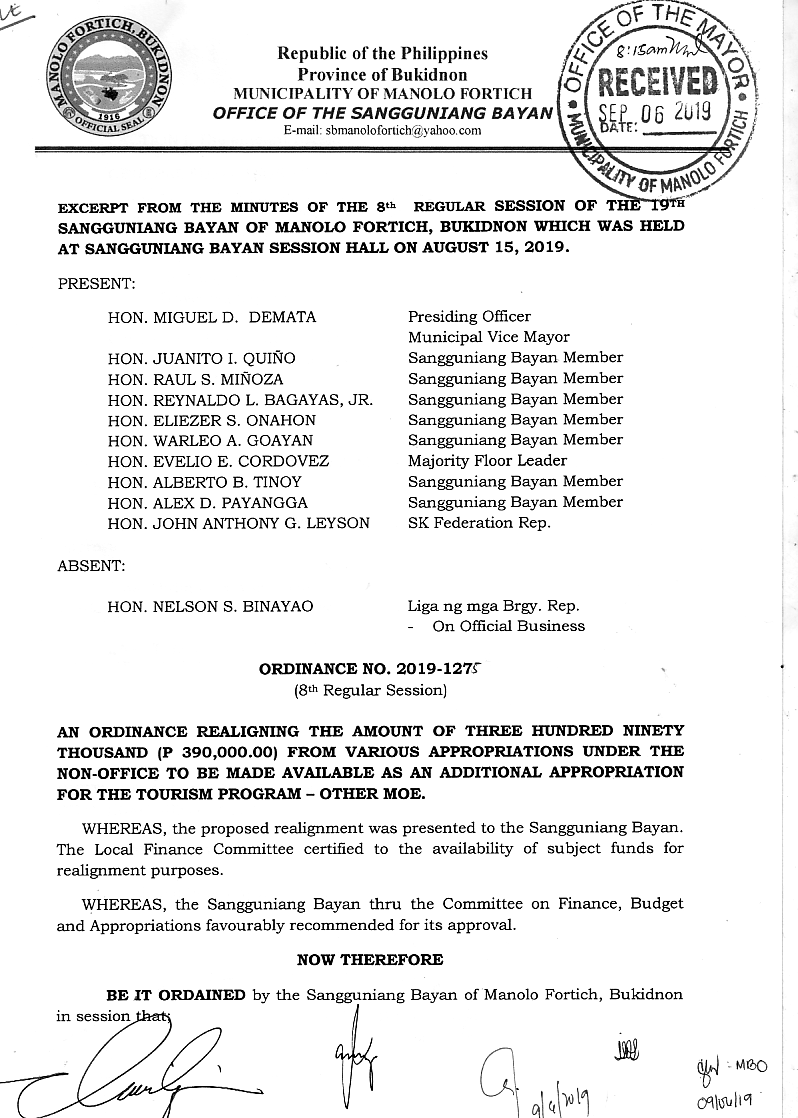 Republic of the Philippines
Province of Bukidnon
MUNICIPALITY OF MANOLO FORTICH
OFFICE OF THE SANGGUNIANG BAYAN
E-mail: sbmanolofortich@yahoo.com
MANOLO FORTICH, BUKIDNON
1916
OFFICIAL SEAL
OFFICE OF THE MAYOR
8:15am
RECEIVED
SEP 06 2019
DATE:
MUNICIPALITY OF MANOLO FORTICH
EXCERPT FROM THE MINUTES OF THE 8th REGULAR SESSION OF THE 19TH
SANGGUNIANG BAYAN OF MANOLO FORTICH, BUKIDNON WHICH WAS HELD
AT SANGGUNIANG BAYAN SESSION HALL ON AUGUST 15, 2019.
PRESENT:
HON. MIGUEL D. DEMATA Presiding Officer
Municipal Vice Mayor
HON. JUANITO I. QUIÑO Sangguniang Bayan Member
HON. RAUL S. MIÑOZA Sangguniang Bayan Member
HON. REYNALDO L. BAGAYAS, JR. Sangguniang Bayan Member
HON. ELIEZER S. ONAHON Sangguniang Bayan Member
HON. WARLEO A. GOAYAN Sangguniang Bayan Member
HON. EVELIO E. CORDOVEZ Majority Floor Leader
HON. ALBERTO B. TINOY Sangguniang Bayan Member
HON. ALEX D. PAYANGGA Sangguniang Bayan Member
HON. JOHN ANTHONY G. LEYSON SK Federation Rep.
ABSENT:
HON. NELSON S. BINAYAO Liga ng mga Brgy. Rep.
- On Official Business
ORDINANCE NO. 2019-1275
(8th Regular Session)
AN ORDINANCE REALIGNING THE AMOUNT OF THREE HUNDRED NINETY
THOUSAND (P 390,000.00) FROM VARIOUS APPROPRIATIONS UNDER THE
NON-OFFICE TO BE MADE AVAILABLE AS AN ADDITIONAL APPROPRIATION
FOR THE TOURISM PROGRAM – OTHER MOE.
WHEREAS, the proposed realignment was presented to the Sangguniang Bayan.
The Local Finance Committee certified to the availability of subject funds for
realignment purposes.
WHEREAS, the Sangguniang Bayan thru the Committee on Finance, Budget
and Appropriations favourably recommended for its approval.
NOW THEREFORE
BE IT ORDAINED by the Sangguniang Bayan of Manolo Fortich, Bukidnon
in session that;
9/6/2019
- MBO
09/06/19